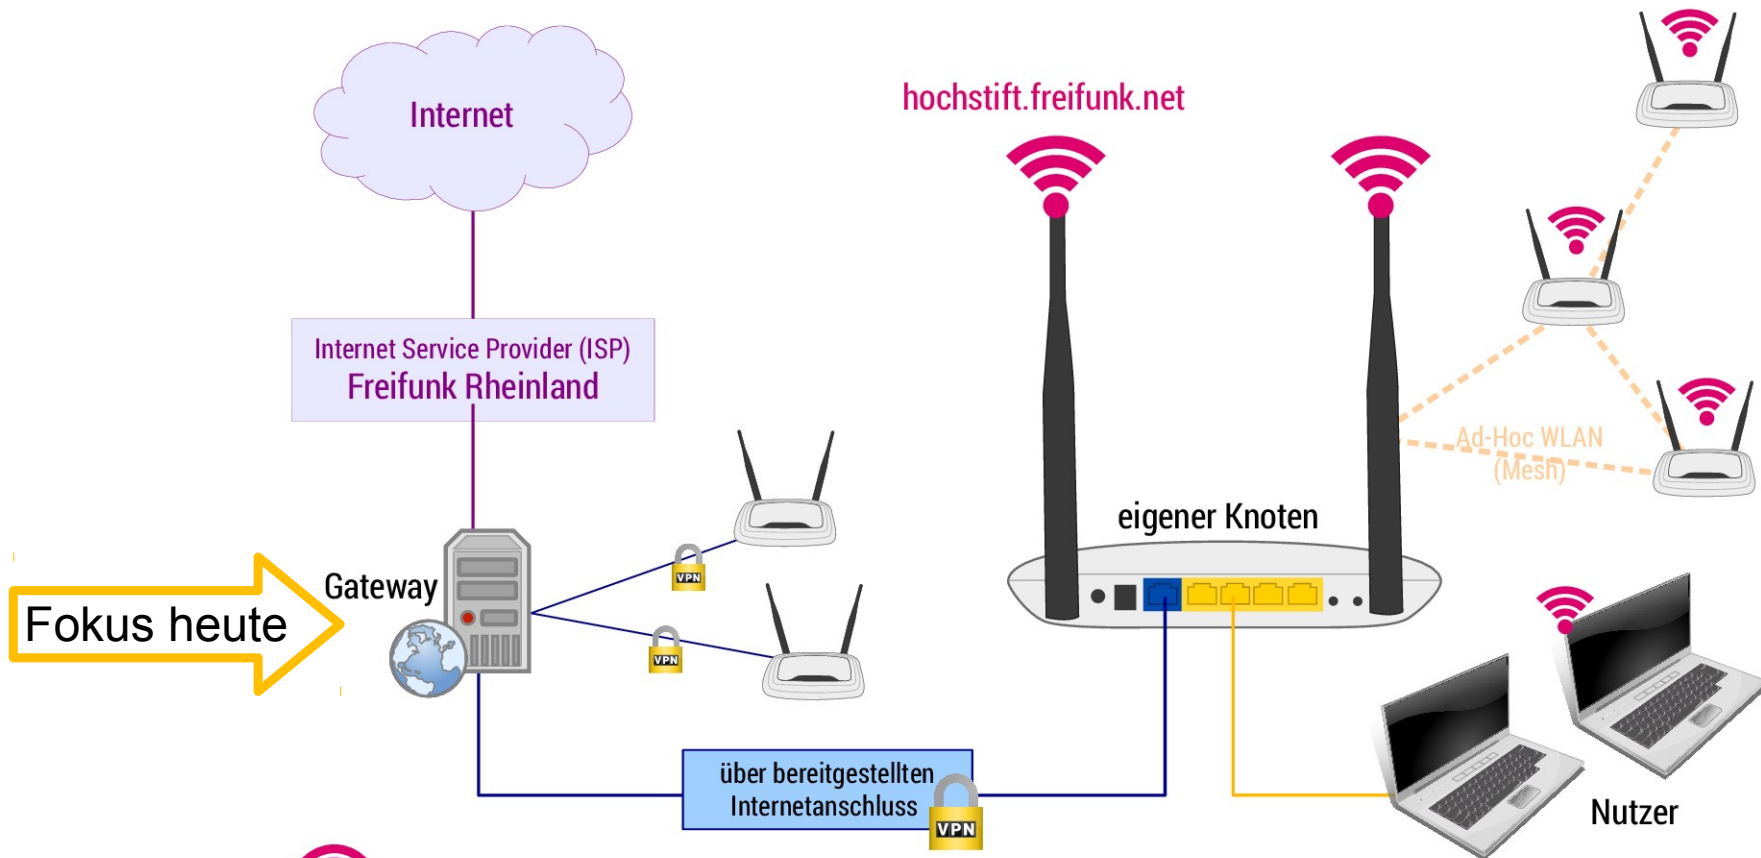 Internet
hochstift.freifunk.net
Internet Service Provider (ISP)
Freifunk Rheinland
Ad-Hoc WLAN
(Mesh)
eigener Knoten
Gateway
Fokus heute
VPN
VPN
über bereitgestellten
Internetanschluss
VPN
Nutzer